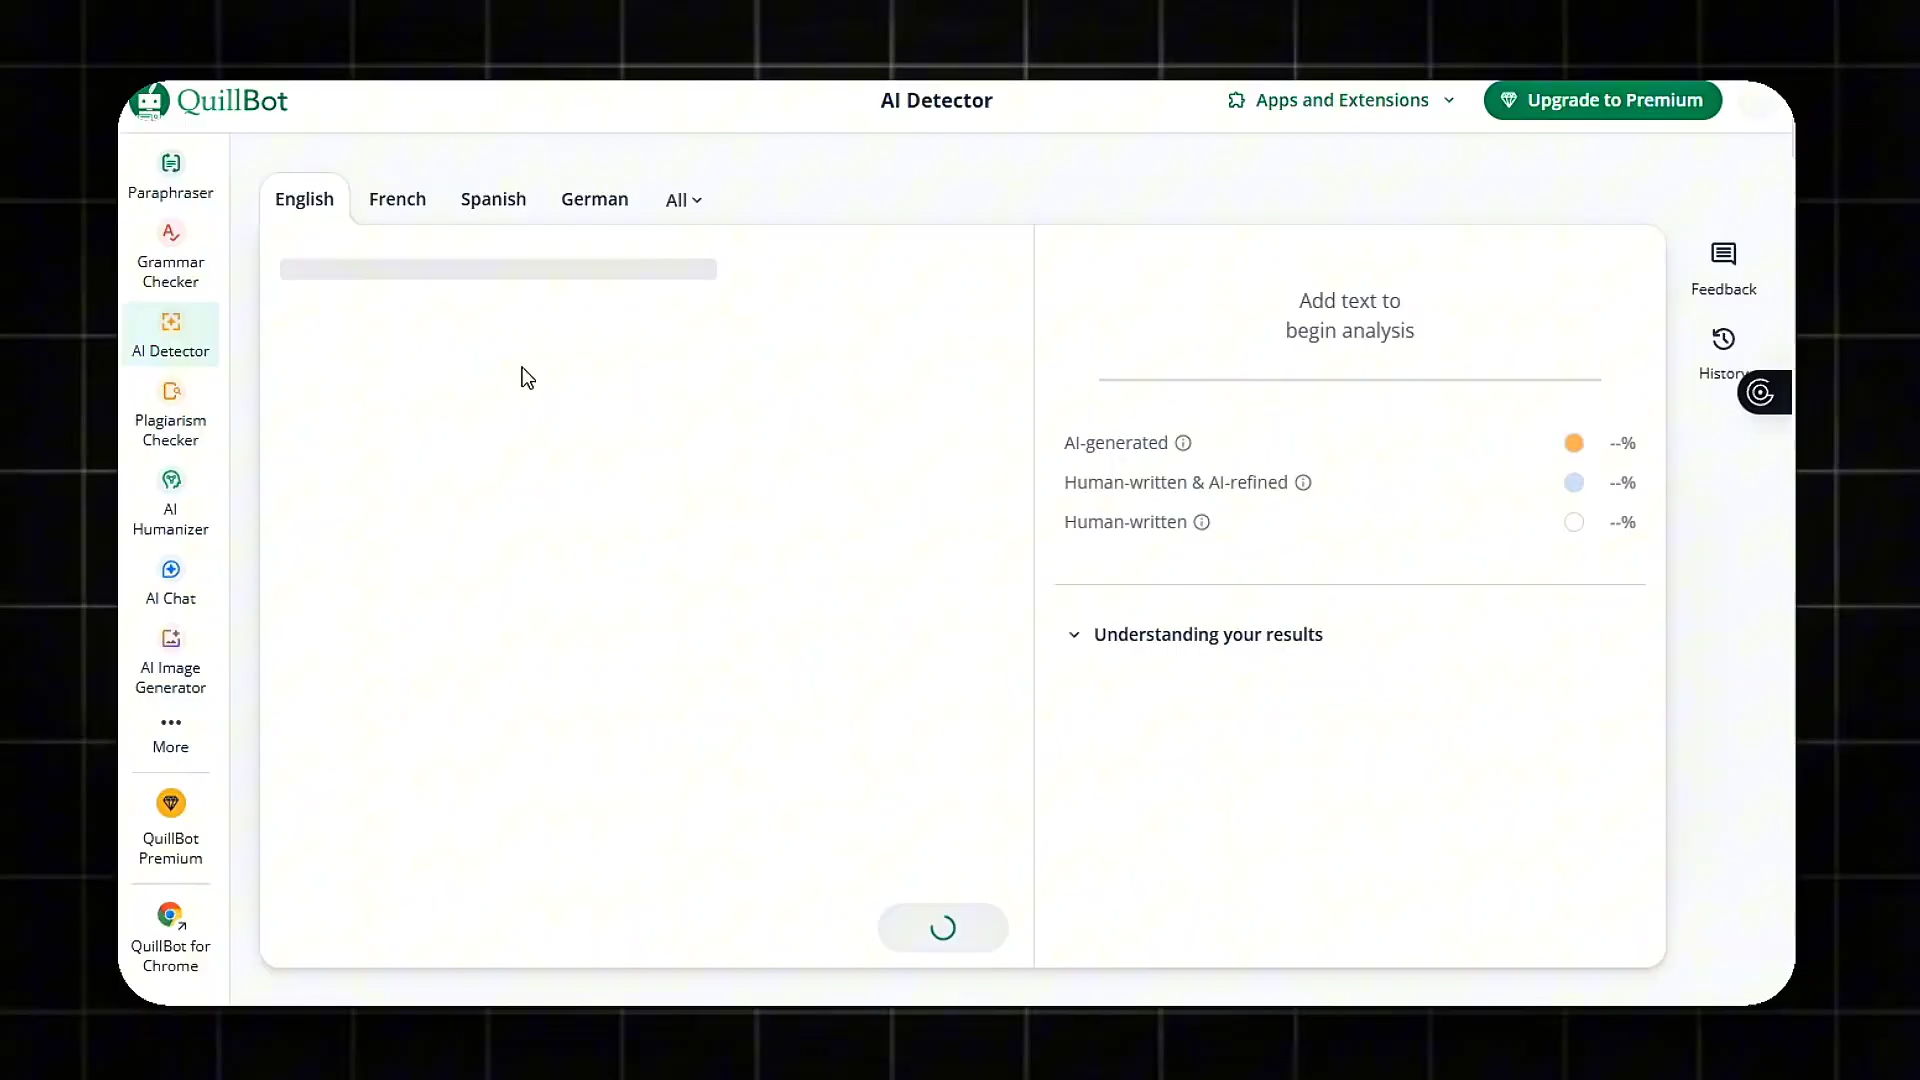 QuillBot
AI Detector
Apps and Extensions
Upgrade to Premium
Paraphraser
Grammar
Checker
AI Detector
Plagiarism
Checker
AI
Humanizer
AI Chat
AI Image
Generator
More
QuillBot
Premium
QuillBot for
Chrome
English
French
Spanish
German
All
Add text to
begin analysis
AI-generated
--%
Human-written & AI-refined
--%
Human-written
--%
Understanding your results
Feedback
History